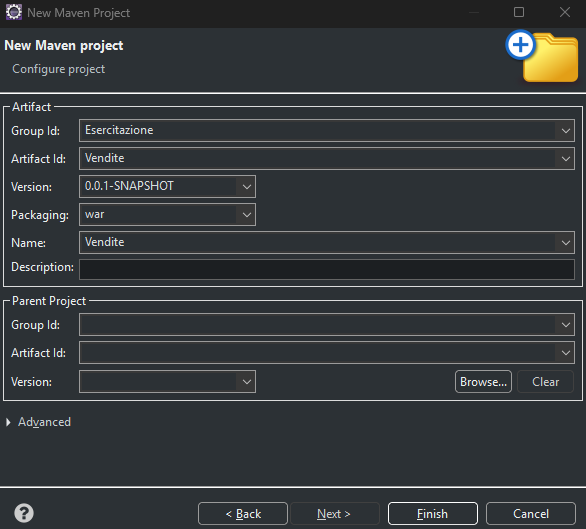 New Maven Project
New Maven project
Configure project
Artifact
Group Id: Esercitazione
Artifact Id: Vendite
Version: 0.0.1-SNAPSHOT
Packaging: war
Name: Vendite
Description:
Parent Project
Group Id:
Artifact Id:
Version: Browse... Clear
Advanced
? < Back Next > Finish Cancel